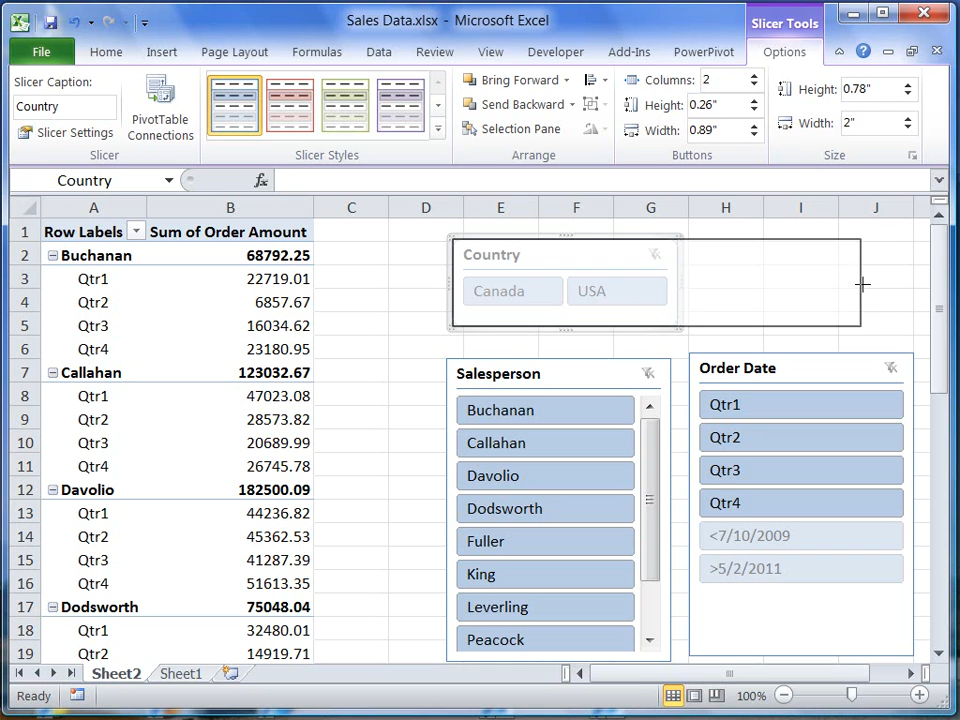 Sales Data.xlsx - Microsoft Excel
Slicer Tools
File Home Insert Page Layout Formulas Data Review View Developer Add-Ins PowerPivot Options
Slicer Caption:
Country
Slicer Settings
PivotTable
Connections
Slicer
Slicer Styles
Bring Forward
Send Backward
Selection Pane
Arrange
Columns: 2
Height: 0.26"
Width: 0.89"
Buttons
Height: 0.78"
Width: 2"
Size
Country fx
A B C D E F G H I J
1 Row Labels Sum of Order Amount
2 Buchanan 68792.25
3 Qtr1 22719.01
4 Qtr2 6857.67
5 Qtr3 16034.62
6 Qtr4 23180.95
7 Callahan 123032.67
8 Qtr1 47023.08
9 Qtr2 28573.82
10 Qtr3 20689.99
11 Qtr4 26745.78
12 Davolio 182500.09
13 Qtr1 44236.82
14 Qtr2 45362.53
15 Qtr3 41287.39
16 Qtr4 51613.35
17 Dodsworth 75048.04
18 Qtr1 32480.01
19 Qtr2 14919.71
Country
Canada USA
Salesperson
Buchanan
Callahan
Davolio
Dodsworth
Fuller
King
Leverling
Peacock
Order Date
Qtr1
Qtr2
Qtr3
Qtr4
<7/10/2009
>5/2/2011
Sheet2 Sheet1
Ready 100%